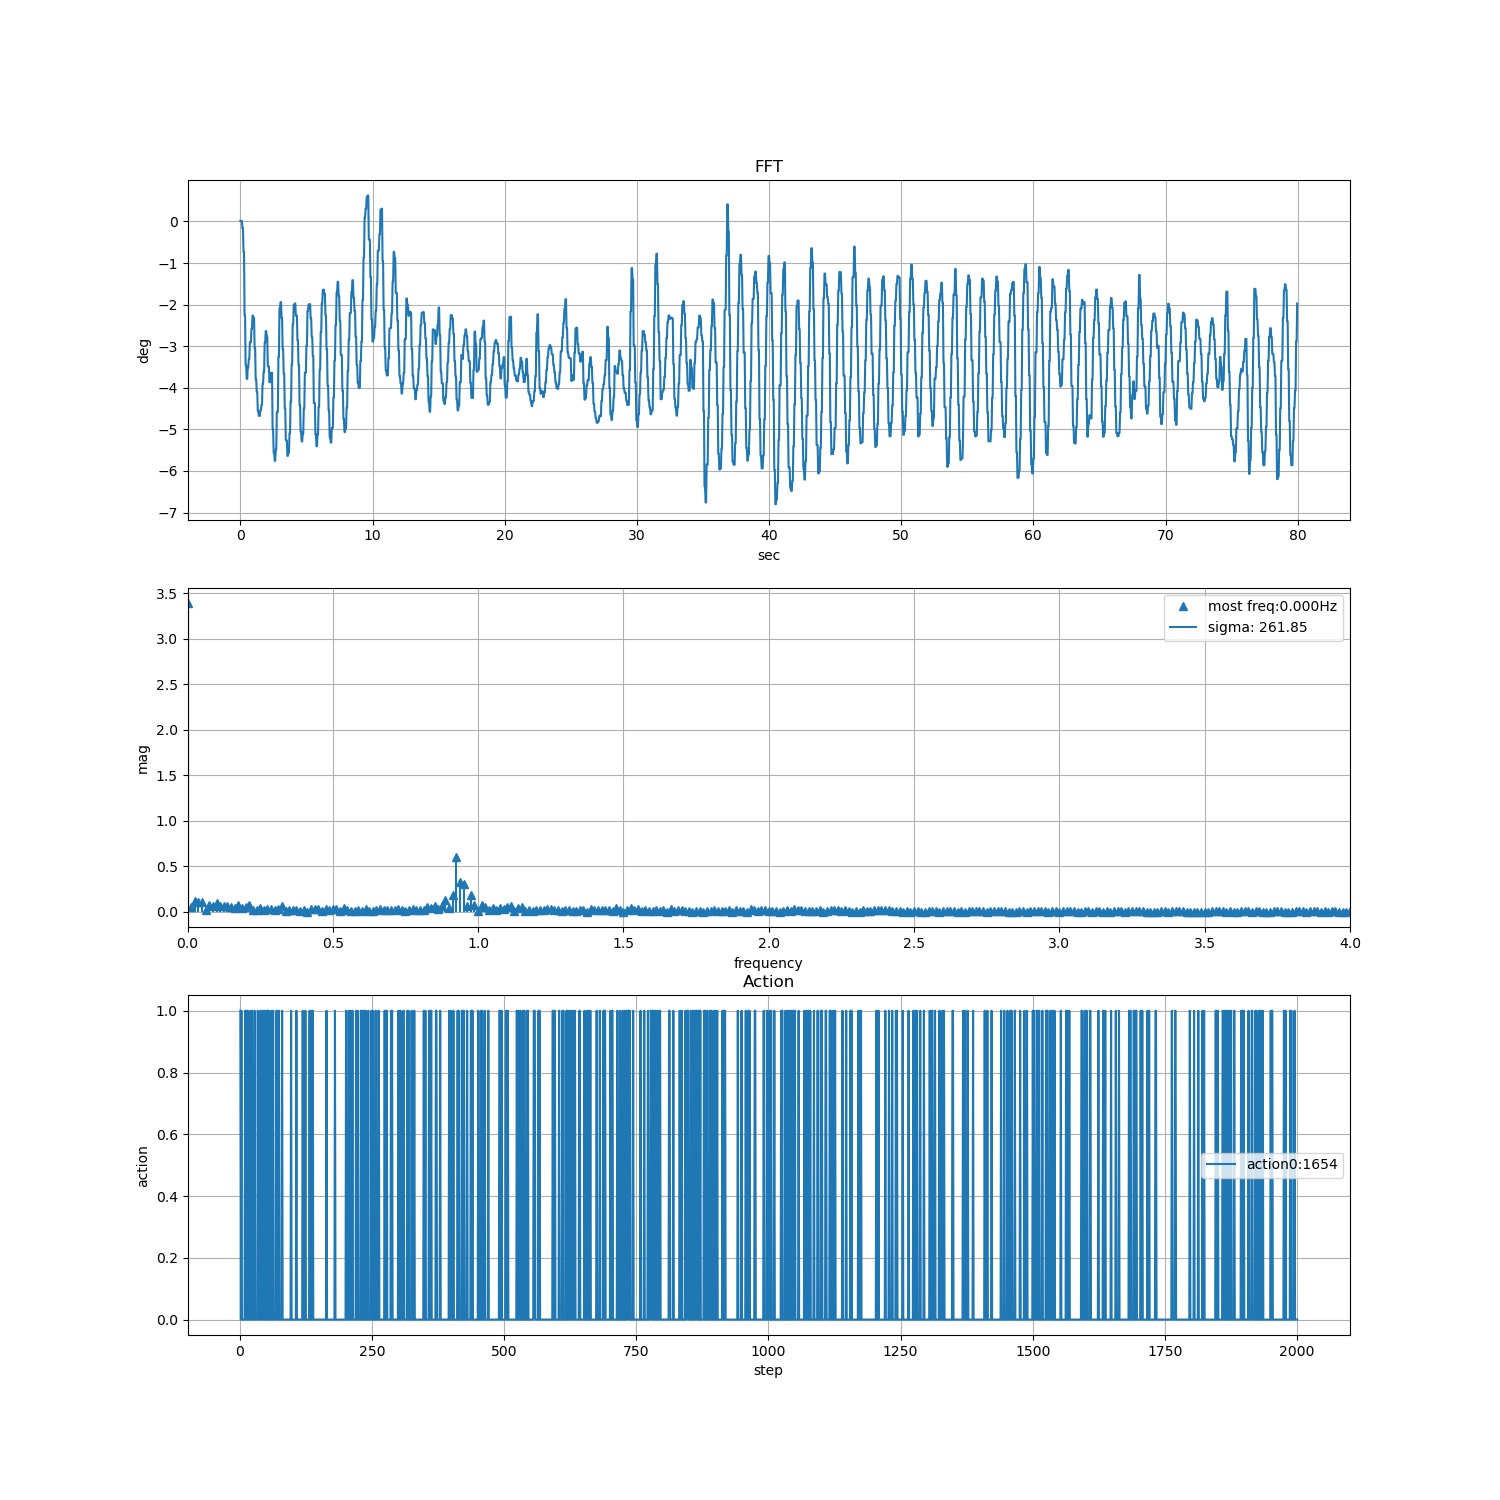 FFT
0
−1
−2
−3
−4
−5
−6
−7
deg
0 10 20 30 40 50 60 70 80
sec
3.5
3.0
2.5
2.0
1.5
1.0
0.5
0.0
mag
most freq:0.000Hz
sigma: 261.85
0.0 0.5 1.0 1.5 2.0 2.5 3.0 3.5 4.0
frequency
Action
1.0
0.8
0.6
0.4
0.2
0.0
action
action0:1654
0 250 500 750 1000 1250 1500 1750 2000
step